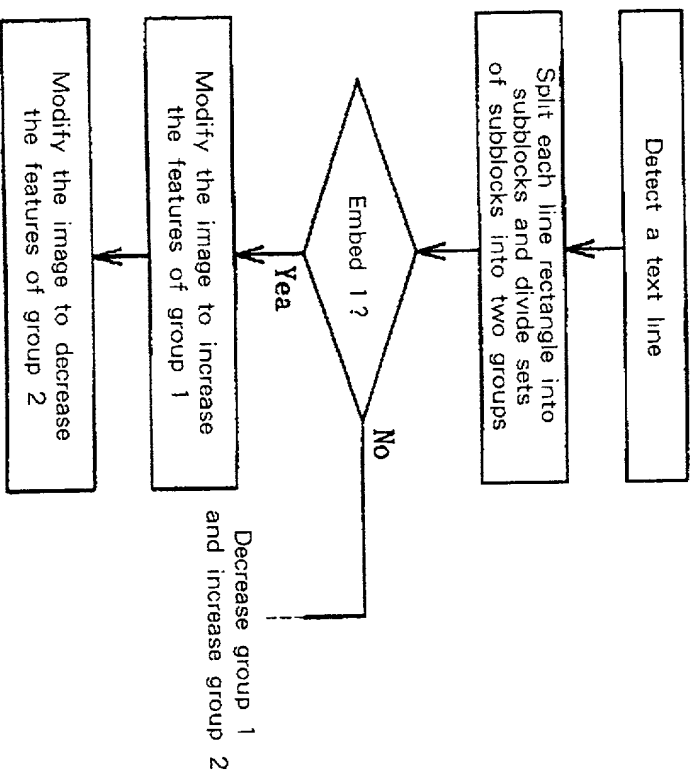 Detect a text line
Split each line rectangle into
subblocks and divide sets
of subblocks into two groups
Embed 1?
No
Yea
Modify the image to increase
the features of group 1
Decrease group 1
and increase group 2
Modify the image to decrease
the features of group 2